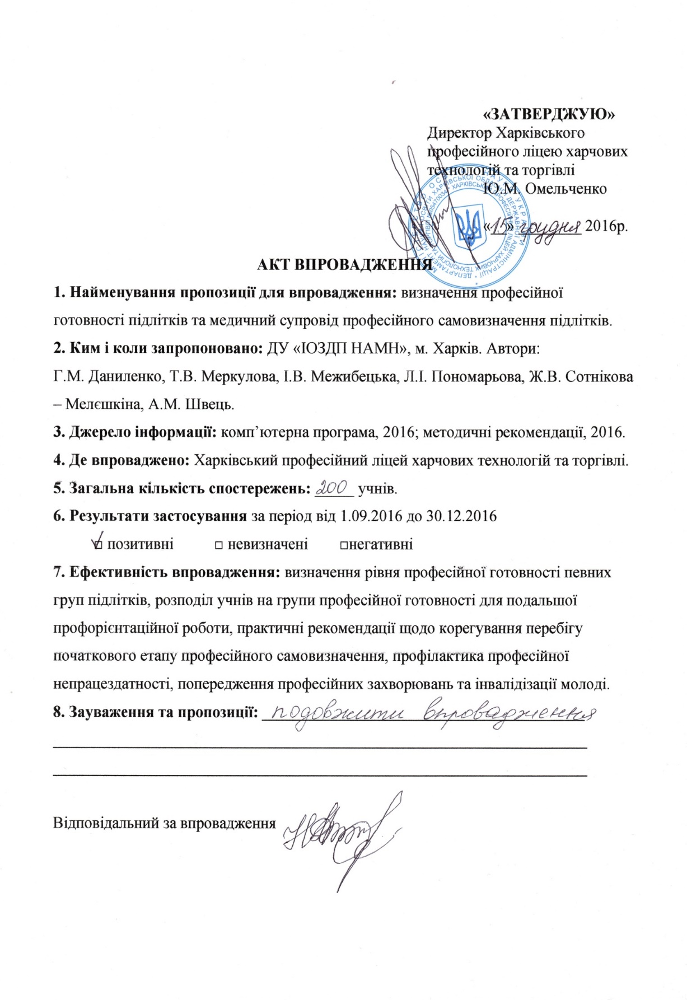 «ЗАТВЕРДЖУЮ»
Директор Харківського
професійного ліцею харчових
технологій та торгівлі
Ю.М. Омельченко
«15» грудня 2016р.
АКТ ВПРОВАДЖЕННЯ
1. Найменування пропозиції для впровадження: визначення професійної
готовності підлітків та медичний супровід професійного самовизначення підлітків.
2. Ким і коли запропоновано: ДУ «ІОЗДП НАМН», м. Харків. Автори:
Г.М. Даниленко, Т.В. Меркулова, І.В. Межибецька, Л.І. Пономарьова, Ж.В. Сотнікова
– Мелєшкіна, А.М. Швець.
3. Джерело інформації: комп’ютерна програма, 2016; методичні рекомендації, 2016.
4. Де впроваджено: Харківський професійний ліцей харчових технологій та торгівлі.
5. Загальна кількість спостережень: 200 учнів.
6. Результати застосування за період від 1.09.2016 до 30.12.2016
☑ позитивні □ невизначені □негативні
7. Ефективність впровадження: визначення рівня професійної готовності певних
груп підлітків, розподіл учнів на групи професійної готовності для подальшої
профорієнтаційної роботи, практичні рекомендації щодо корегування перебігу
початкового етапу професійного самовизначення, профілактика професійної
непрацездатності, попередження професійних захворювань та інвалідізації молоді.
8. Зауваження та пропозиції: подовжити впровадження
Відповідальний за впровадження